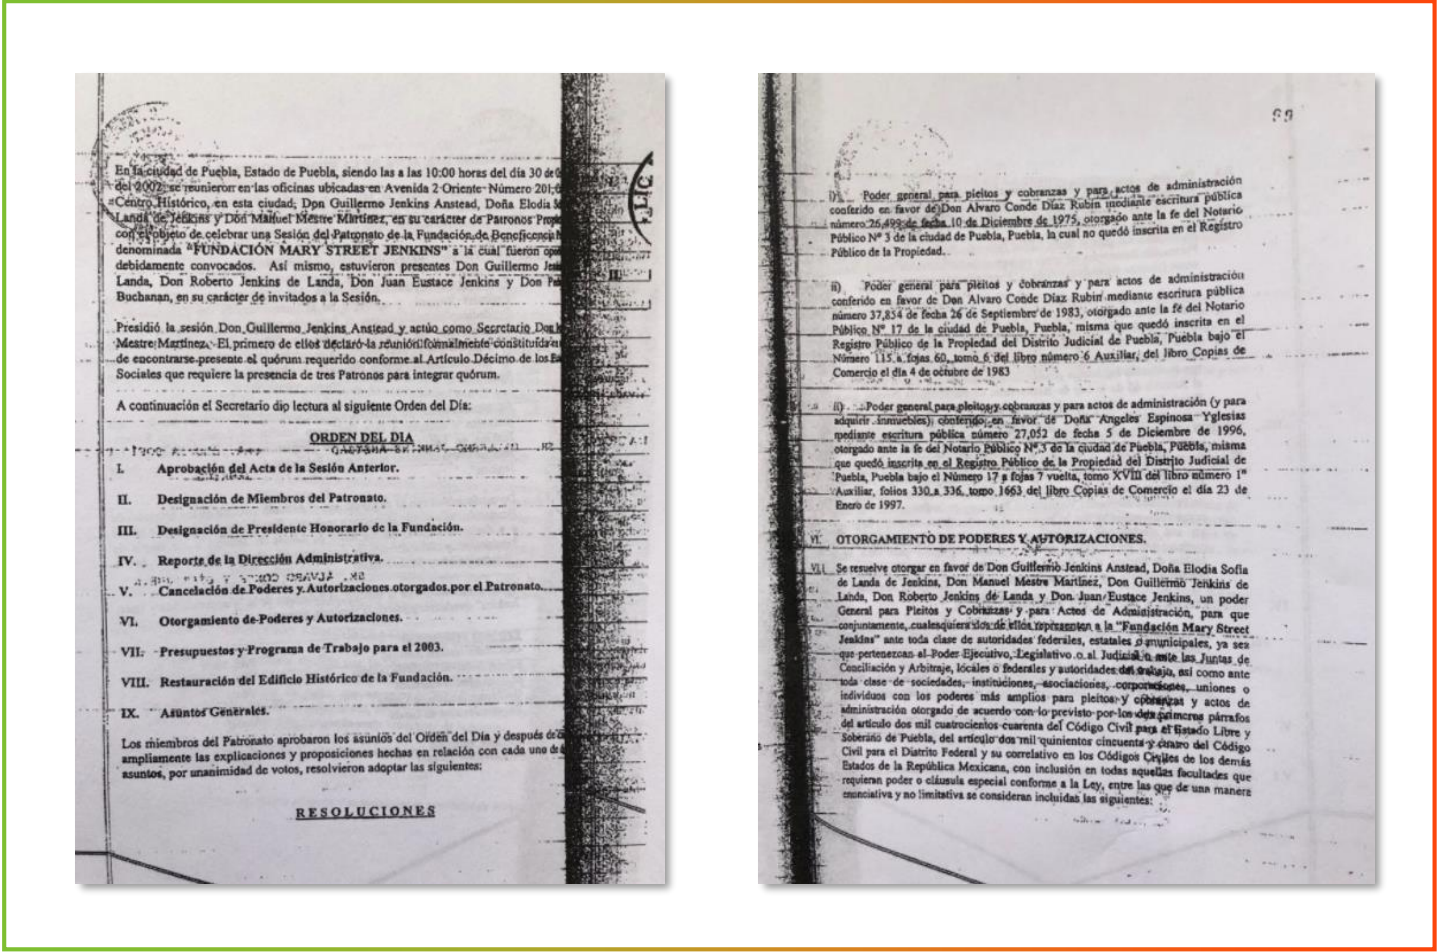 En la ciudad de Puebla, Estado de Puebla, siendo las a las 10:00 horas del día 30 de
del 2002, se reunieron en las oficinas ubicadas en Avenida 2 Oriente Número 201,
Centro Histórico, en esta ciudad, Don Guillermo Jenkins Anstead, Doña Elodia
Landa de Jenkins y Don Manuel Mestre Martínez, en su carácter de Patronos
con el objeto de celebrar una Sesión del Patronato de la Fundación de Beneficencia
denominada "FUNDACIÓN MARY STREET JENKINS" a la cual fueron
debidamente convocados. Así mismo, estuvieron presentes Don Guillermo
Landa, Don Roberto Jenkins de Landa, Don Juan Eustace Jenkins y Don
Buchanan, en su carácter de invitados a la Sesión.
Presidió la sesión Don Guillermo Jenkins Anstead y actúo como Secretario Don
Mestre Martínez. El primero de ellos declaró la reunión formalmente constituida
de encontrarse presente el quórum requerido conforme al Artículo Décimo de los
Sociales que requiere la presencia de tres Patronos para integrar quórum.
A continuación el Secretario dio lectura al siguiente Orden del Día:
ORDEN DEL DIA
I. Aprobación del Acta de la Sesión Anterior.
II. Designación de Miembros del Patronato.
III. Designación de Presidente Honorario de la Fundación.
IV. Reporte de la Dirección Administrativa.
V. Cancelación de Poderes y Autorizaciones otorgados por el Patronato.
VI. Otorgamiento de Poderes y Autorizaciones.
VII. Presupuestos y Programa de Trabajo para el 2003.
VIII. Restauración del Edificio Histórico de la Fundación.
IX. Asuntos Generales.
Los miembros del Patronato aprobaron los asuntos del Orden del Día y después de
ampliamente las explicaciones y proposiciones hechas en relación con cada uno de
asuntos, por unanimidad de votos, resolvieron adoptar las siguientes:
RESOLUCIONES
i) Poder general para pleitos y cobranzas y para actos de administración
conferido en favor de Don Alvaro Conde Díaz Rubín mediante escritura pública
número 26,499 de fecha 10 de Diciembre de 1975, otorgado ante la fe del Notario
Público Nº 3 de la ciudad de Puebla, Puebla, la cual no quedó inscrita en el Registro
Público de la Propiedad.
ii) Poder general para pleitos y cobranzas y para actos de administración
conferido en favor de Don Alvaro Conde Díaz Rubin mediante escritura pública
número 37,854 de fecha 26 de Septiembre de 1983, otorgado ante la fe del Notario
Público Nº 17 de la ciudad de Puebla, Puebla, misma que quedó inscrita en el
Registro Público de la Propiedad del Distrito Judicial de Puebla, Puebla bajo el
Número 115 a fojas 60, tomo 6 del libro número 6 Auxiliar, del libro Copias de
Comercio el día 4 de octubre de 1983
ii) Poder general para pleitos y cobranzas y para actos de administración (y para
adquirir inmuebles), conferido en favor de Doña Angeles Espinosa Yglesias
mediante escritura pública número 27,052 de fecha 5 de Diciembre de 1996,
otorgado ante la fe del Notario Público Nº 3 de la ciudad de Puebla, Puebla, misma
que quedó inscrita en el Registro Público de la Propiedad del Distrito Judicial de
Puebla, Puebla bajo el Número 17 a fojas 7 vuelta, tomo XVIII del libro número 1"
Auxiliar, folios 330 a 336, tomo 1663 del libro Copias de Comercio el día 23 de
Enero de 1997.
VI. OTORGAMIENTO DE PODERES Y AUTORIZACIONES.
VI.I Se resuelve otorgar en favor de Don Guillermo Jenkins Anstead, Doña Elodia Sofia
de Landa de Jenkins, Don Manuel Mestre Martínez, Don Guillermo Jenkins de
Landa, Don Roberto Jenkins de Landa y Don Juan Eustace Jenkins, un poder
General para Pleitos y Cobranzas y para Actos de Administración, para que
conjuntamente, cualesquiera dos de ellos representen a la "Fundación Mary Street
Jenkins" ante toda clase de autoridades federales, estatales o municipales, ya sea
que pertenezcan al Poder Ejecutivo, Legislativo o al Judicial o ante las Juntas de
Conciliación y Arbitraje, locales o federales y autoridades del trabajo, así como ante
toda clase de sociedades, instituciones, asociaciones, corporaciones, uniones o
individuos con los poderes más amplios para pleitos y cobranzas y actos de
administración otorgado de acuerdo con lo previsto por los dos primeros párrafos
del artículo dos mil cuatrocientos cuarenta del Código Civil para el Estado Libre y
Soberano de Puebla, del artículo dos mil quinientos cincuenta y cuatro del Código
Civil para el Distrito Federal y su correlativo en los Códigos Civiles de los demás
Estados de la República Mexicana, con inclusión en todas aquellas facultades que
requieran poder o cláusula especial conforme a la Ley, entre las que de una manere
enunciativa y no limitativa se consideran incluidas las siguientes: